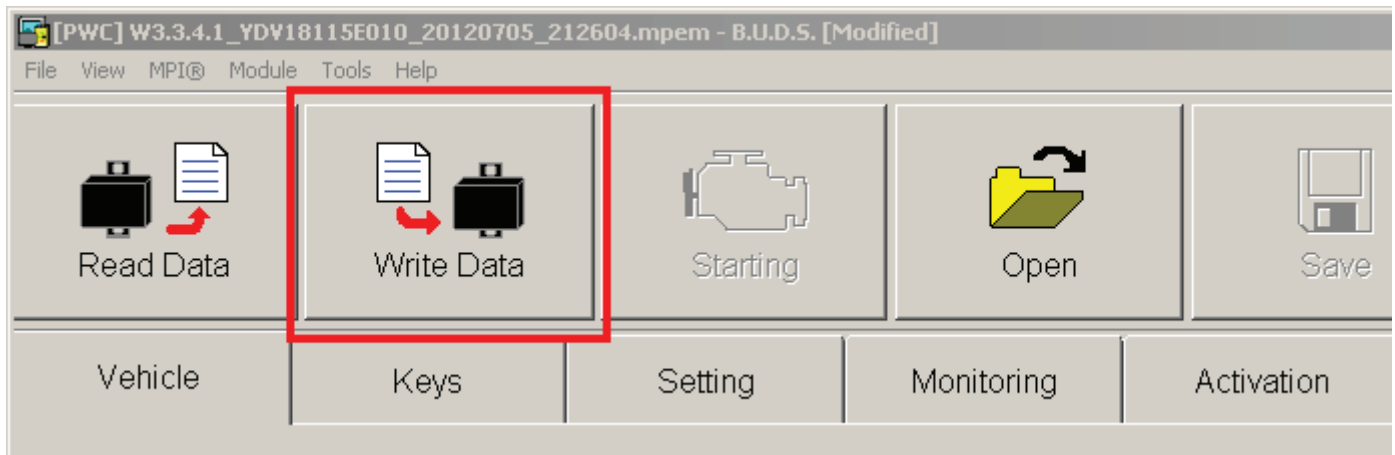 [PWC] W3.3.4.1_YDV18115E010_20120705_212604.mpem - B.U.D.S. [Modified]
File View MPI® Module Tools Help
Read Data Write Data Starting Open Save
Vehicle Keys Setting Monitoring Activation